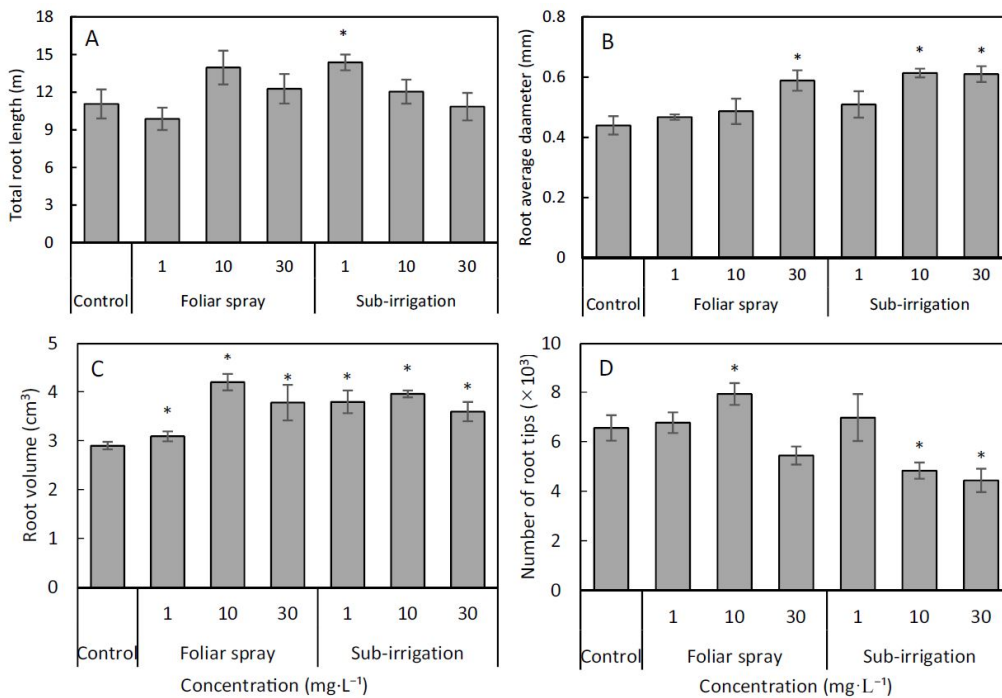 A
Total root length (m)
18
15
12
9
6
3
0
*
1 10 30 1 10 30
Control Foliar spray Sub-irrigation
B
Root average daameter (mm)
0.8
0.6
0.4
0.2
0
* * *
1 10 30 1 10 30
Control Foliar spray Sub-irrigation
C
Root volume (cm³)
5
4
3
2
1
0
* * * * * *
1 10 30 1 10 30
Control Foliar spray Sub-irrigation
Concentration (mg·L⁻¹)
D
Number of root tips (×10³)
10
8
6
4
2
0
* * *
1 10 30 1 10 30
Control Foliar spray Sub-irrigation
Concentration (mg·L⁻¹)